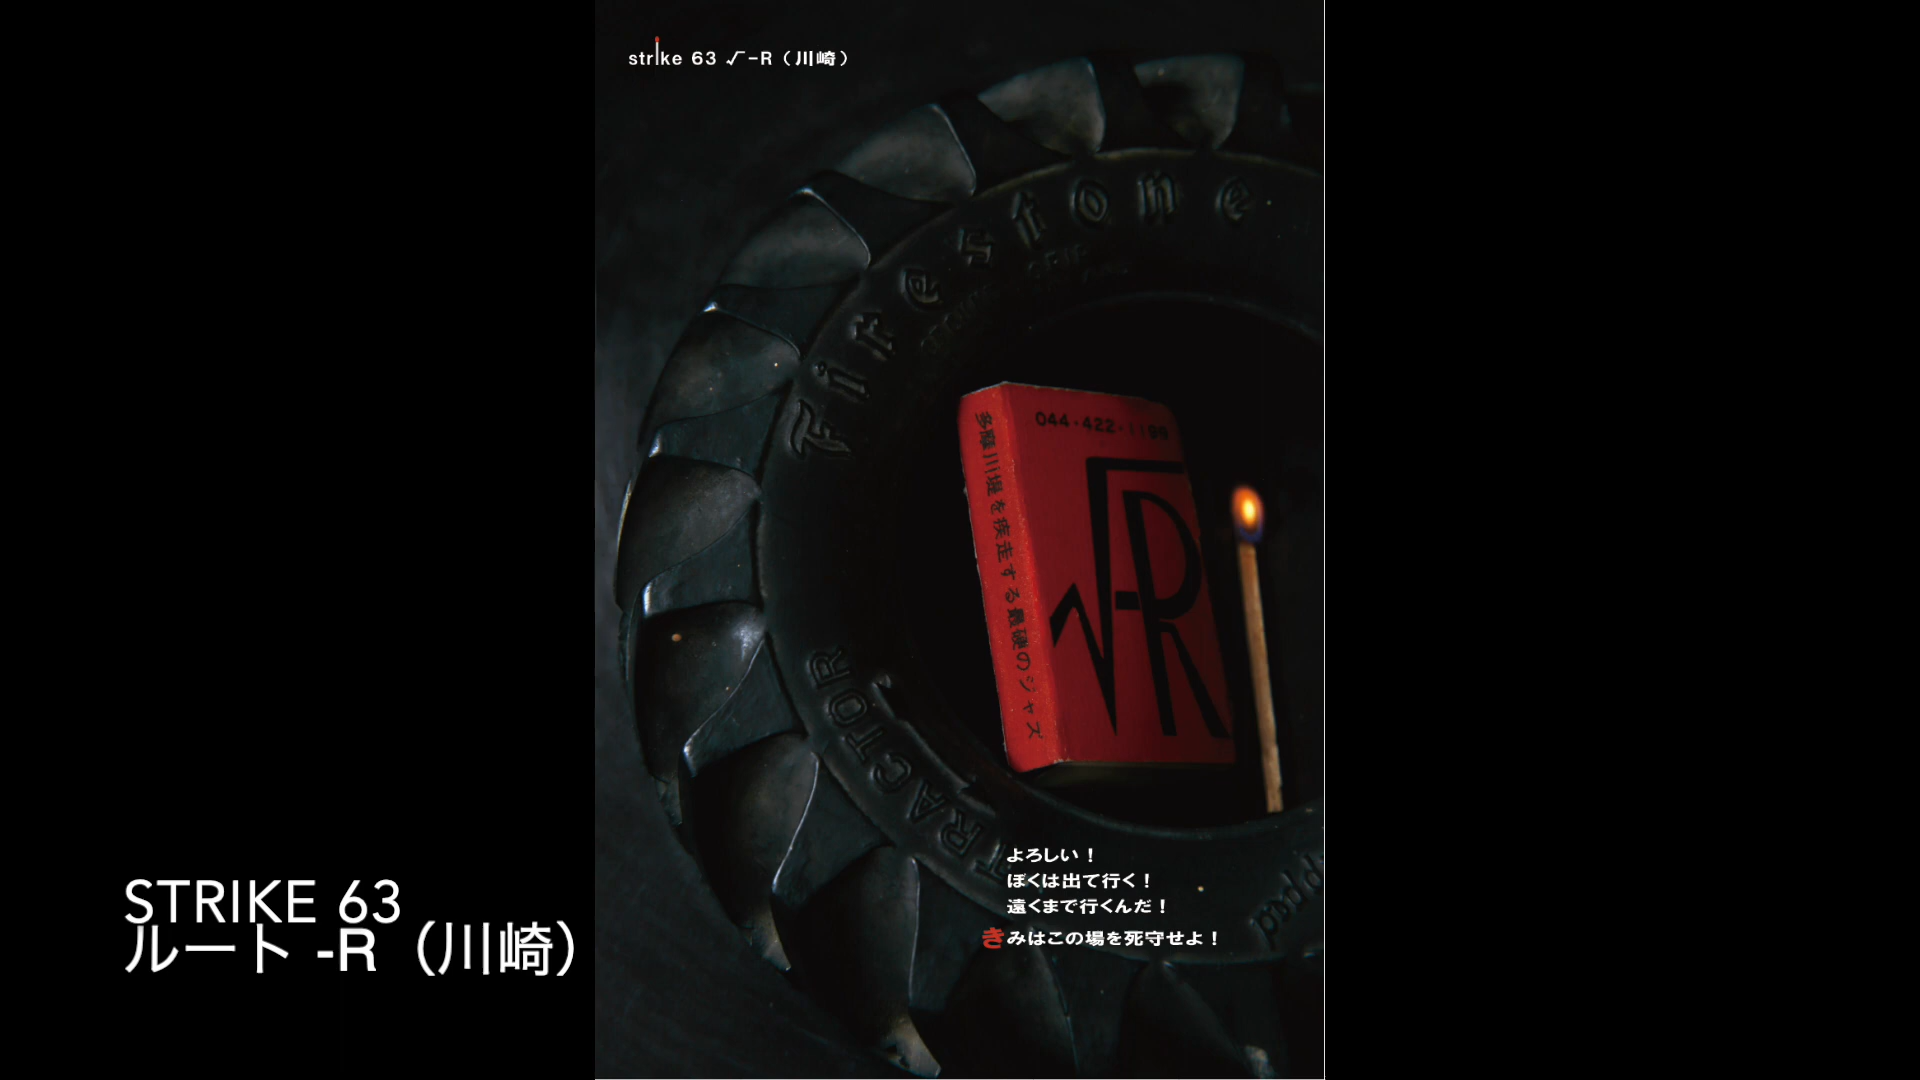 strike 63 √-R（川崎）
Firestone
044・422・1199
多摩川堤を疾走する最硬のジャズ
√-R
TRACTOR
よろしい！
ぼくは出て行く！
遠くまで行くんだ！
きみはこの場を死守せよ！
STRIKE 63
ルート -R（川崎）